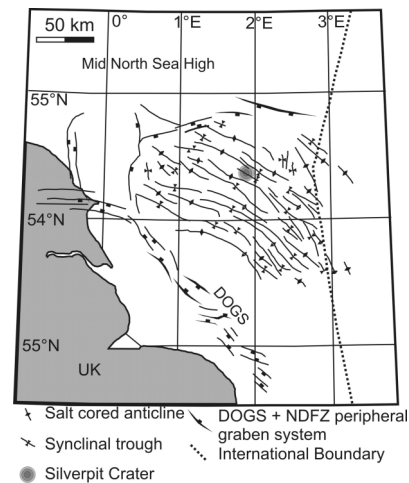 50 km
0°
1°E
2°E
3°E
Mid North Sea High
55°N
54°N
DOGS
55°N
UK
Salt cored anticline
Synclinal trough
Silverpit Crater
DOGS + NDFZ peripheral
graben system
International Boundary